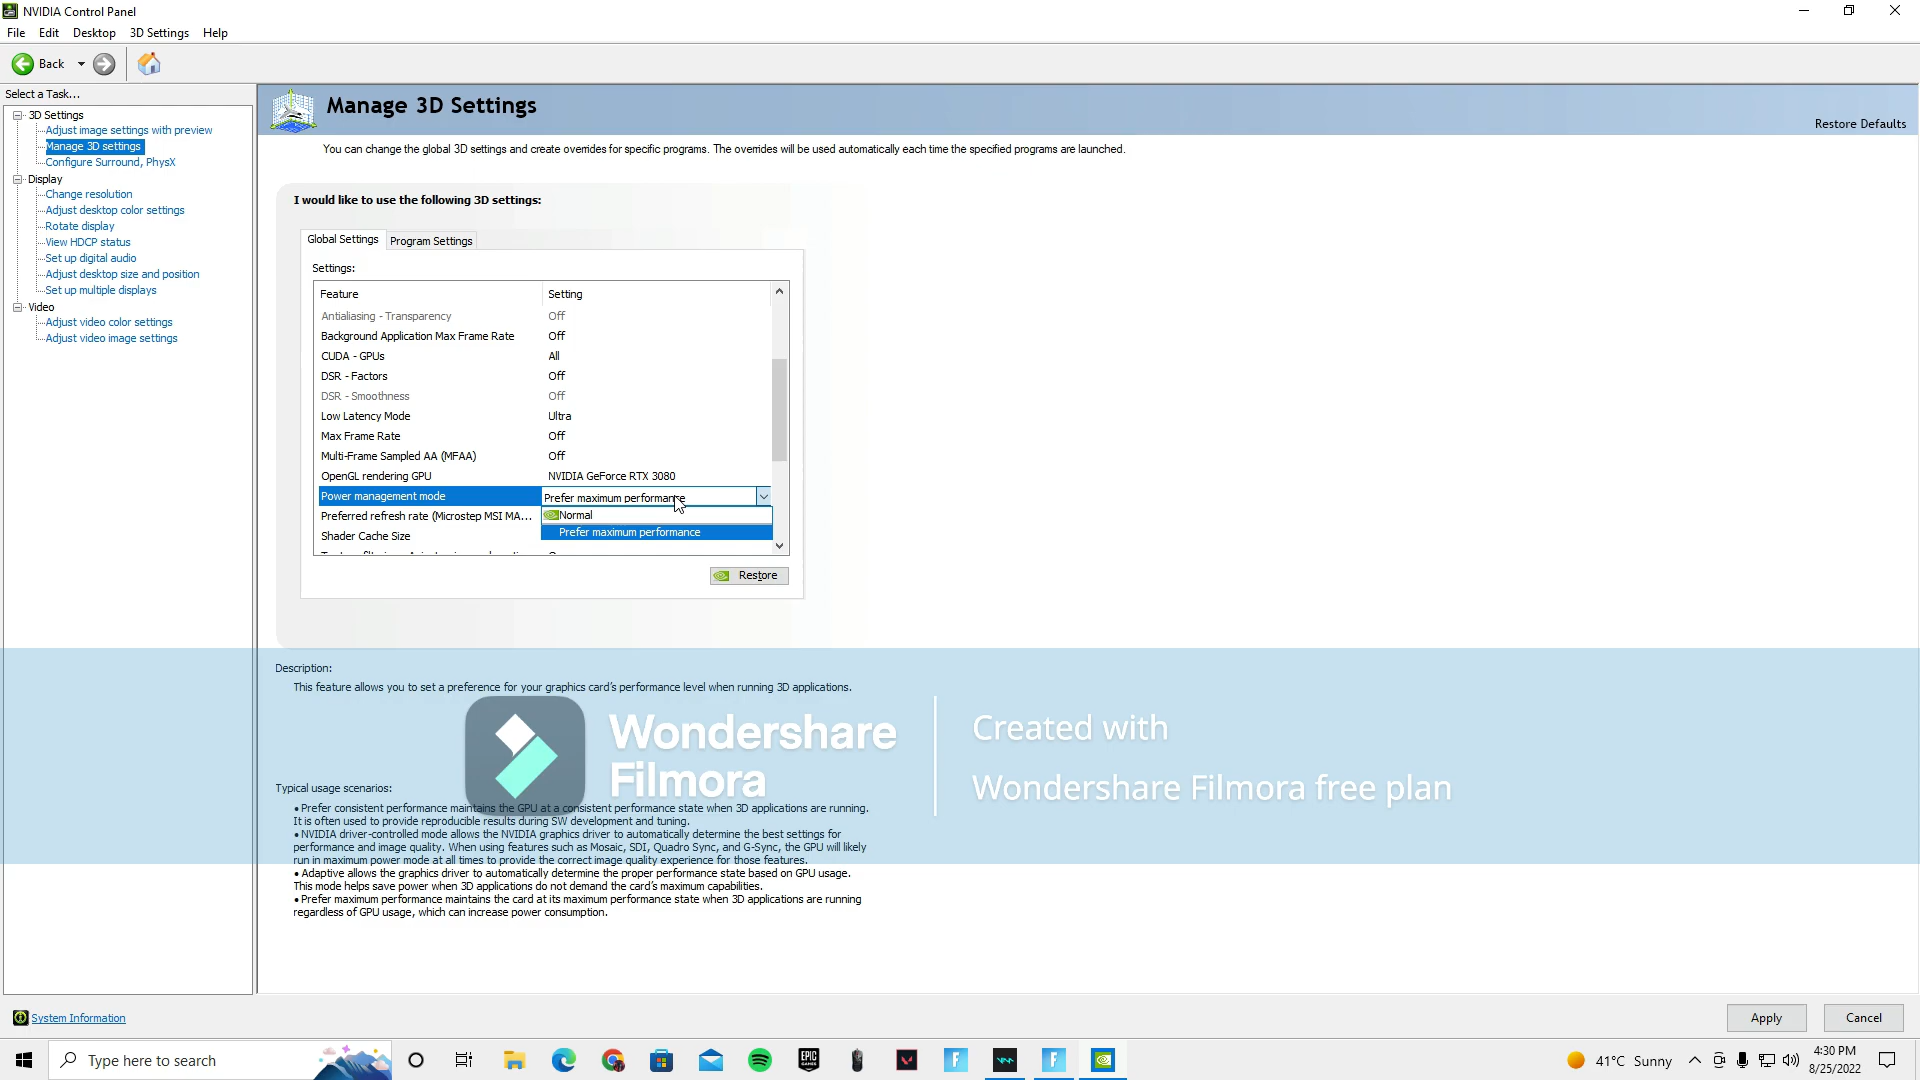 NVIDIA Control Panel
File Edit Desktop 3D Settings Help
Back
Select a Task...
3D Settings
Adjust image settings with preview
Manage 3D settings
Configure Surround, PhysX
Display
Change resolution
Adjust desktop color settings
Rotate display
View HDCP status
Set up digital audio
Adjust desktop size and position
Set up multiple displays
Video
Adjust video color settings
Adjust video image settings
Manage 3D Settings
Restore Defaults
You can change the global 3D settings and create overrides for specific programs. The overrides will be used automatically each time the specified programs are launched.
I would like to use the following 3D settings:
Global Settings Program Settings
Settings:
Feature Setting
Antialiasing - Transparency Off
Background Application Max Frame Rate Off
CUDA - GPUs All
DSR - Factors Off
DSR - Smoothness Off
Low Latency Mode Ultra
Max Frame Rate Off
Multi-Frame Sampled AA (MFAA) Off
OpenGL rendering GPU NVIDIA GeForce RTX 3080
Power management mode Prefer maximum performance
Preferred refresh rate (Microstep MSI MA... Normal
Shader Cache Size Prefer maximum performance
Restore
Description:
This feature allows you to set a preference for your graphics card's performance level when running 3D applications.
Wondershare
Filmora
Created with
Wondershare Filmora free plan
Typical usage scenarios:
• Prefer consistent performance maintains the GPU at a consistent performance state when 3D applications are running.
It is often used to provide reproducible results during SW development and tuning.
• NVIDIA driver-controlled mode allows the NVIDIA graphics driver to automatically determine the best settings for
performance and image quality. When using features such as Mosaic, SDI, Quadro Sync, and G-Sync, the GPU will likely
run in maximum power mode at all times to provide the correct image quality experience for those features.
• Adaptive allows the graphics driver to automatically determine the proper performance state based on GPU usage.
This mode helps save power when 3D applications do not demand the card's maximum capabilities.
• Prefer maximum performance maintains the card at its maximum performance state when 3D applications are running
regardless of GPU usage, which can increase power consumption.
System Information
Apply Cancel
Type here to search
EPIC GAMES
41°C Sunny
4:30 PM
8/25/2022